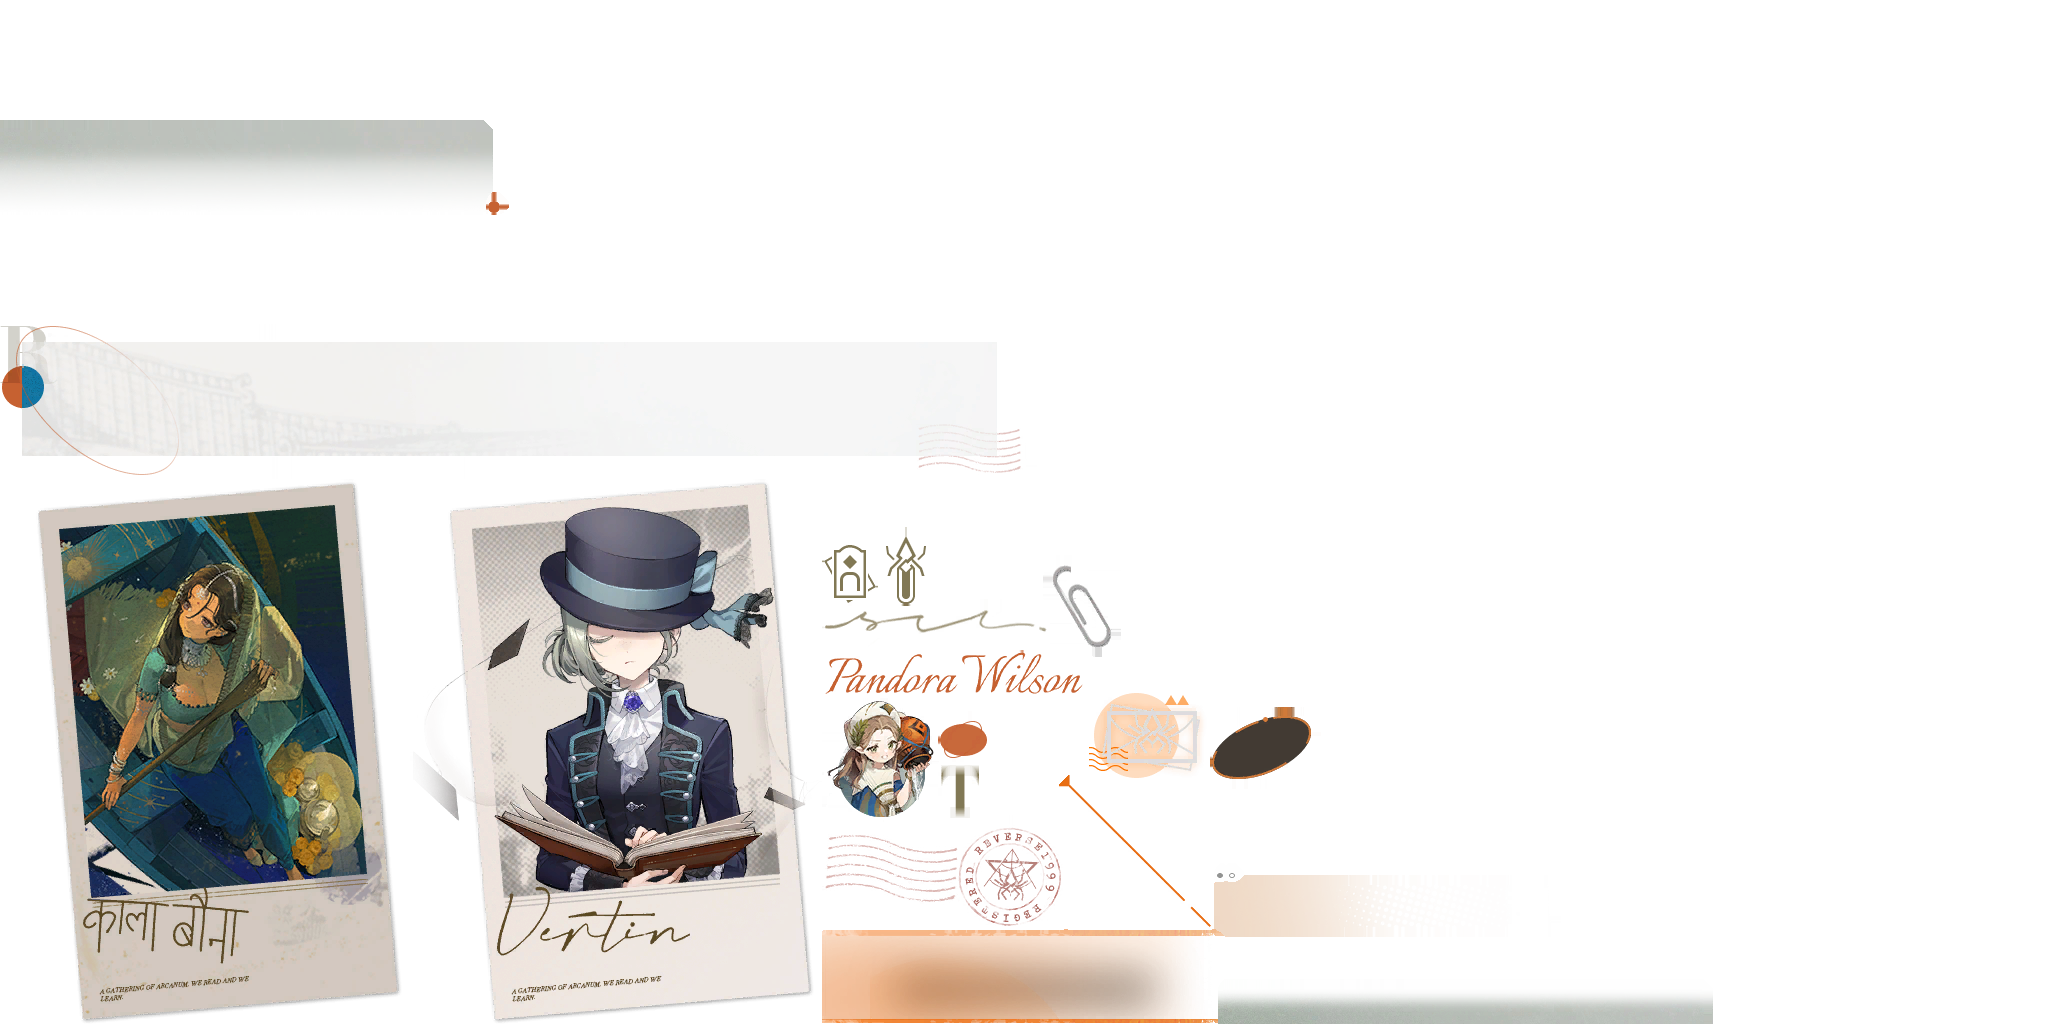 R
काला बौना
A GATHERING OF ARCANUM. WE READ AND WE
LEARN.
Vertin
A GATHERING OF ARCANUM. WE READ AND WE
LEARN.
Pandora Wilson
T
REGISTERED REVERSE1999